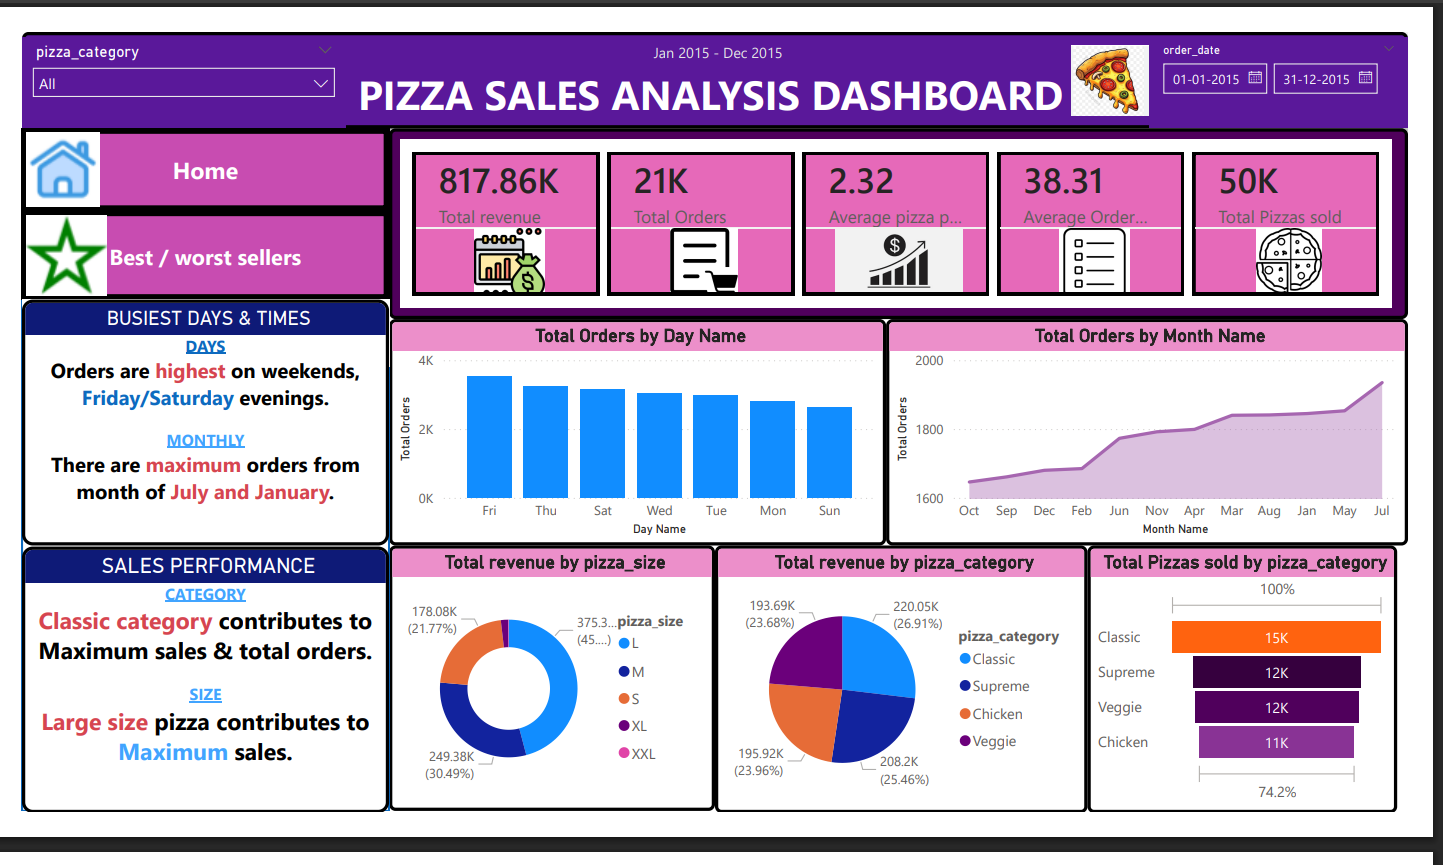 pizza_category
All
Jan 2015 - Dec 2015
PIZZA SALES ANALYSIS DASHBOARD
order_date
01-01-2015
31-12-2015
Home
Best / worst sellers
817.86K
Total revenue
21K
Total Orders
2.32
Average pizza p...
38.31
Average Order...
50K
Total Pizzas sold
BUSIEST DAYS & TIMES
DAYS
Orders are highest on weekends,
Friday/Saturday evenings.
MONTHLY
There are maximum orders from
month of July and January.
Total Orders by Day Name
Total Orders
4K
2K
0K
Fri Thu Sat Wed Tue Mon Sun
Day Name
Total Orders by Month Name
Total Orders
2000
1800
1600
Oct Sep Dec Feb Jun Nov Apr Mar Aug Jan May Jul
Month Name
SALES PERFORMANCE
CATEGORY
Classic category contributes to
Maximum sales & total orders.
SIZE
Large size pizza contributes to
Maximum sales.
Total revenue by pizza_size
178.08K
(21.77%)
375.3...
(45....)
249.38K
(30.49%)
pizza_size
L
M
S
XL
XXL
Total revenue by pizza_category
193.69K
(23.68%)
220.05K
(26.91%)
195.92K
(23.96%)
208.2K
(25.46%)
pizza_category
Classic
Supreme
Chicken
Veggie
Total Pizzas sold by pizza_category
100%
Classic 15K
Supreme 12K
Veggie 12K
Chicken 11K
74.2%